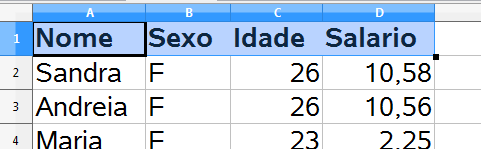 A B C D
1 Nome Sexo Idade Salario
2 Sandra F 26 10,58
3 Andreia F 26 10,56
4 Maria F 23 2,25